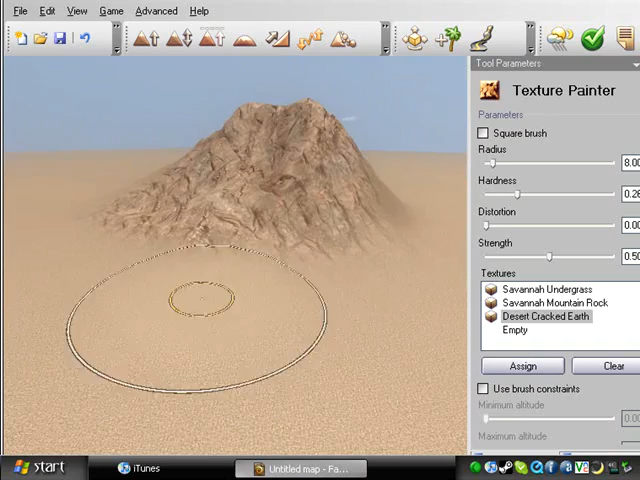 File Edit View Game Advanced Help
Tool Parameters
Texture Painter
Parameters
Square brush
Radius
8.00
Hardness
0.26
Distortion
0.00
Strength
0.50
Textures
Savannah Undergrass
Savannah Mountain Rock
Desert Cracked Earth
Empty
Assign Clear
Use brush constraints
Minimum altitude
0.00
Maximum altitude
start iTunes Untitled map - Fa...